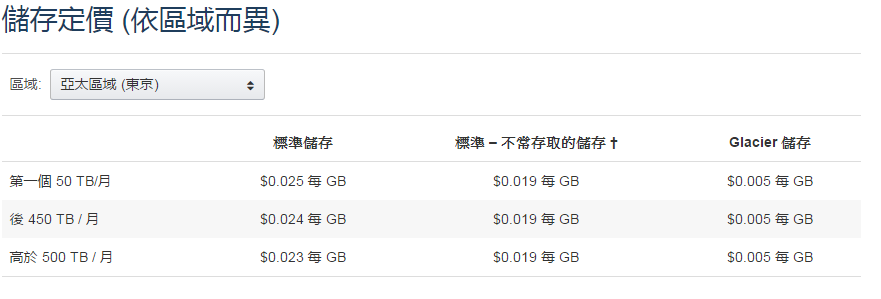 儲存定價 (依區域而異)
區域: 亞太區域 (東京)
標準儲存 標準 – 不常存取的儲存 † Glacier 儲存
第一個 50 TB/月 $0.025 每 GB $0.019 每 GB $0.005 每 GB
後 450 TB / 月 $0.024 每 GB $0.019 每 GB $0.005 每 GB
高於 500 TB / 月 $0.023 每 GB $0.019 每 GB $0.005 每 GB